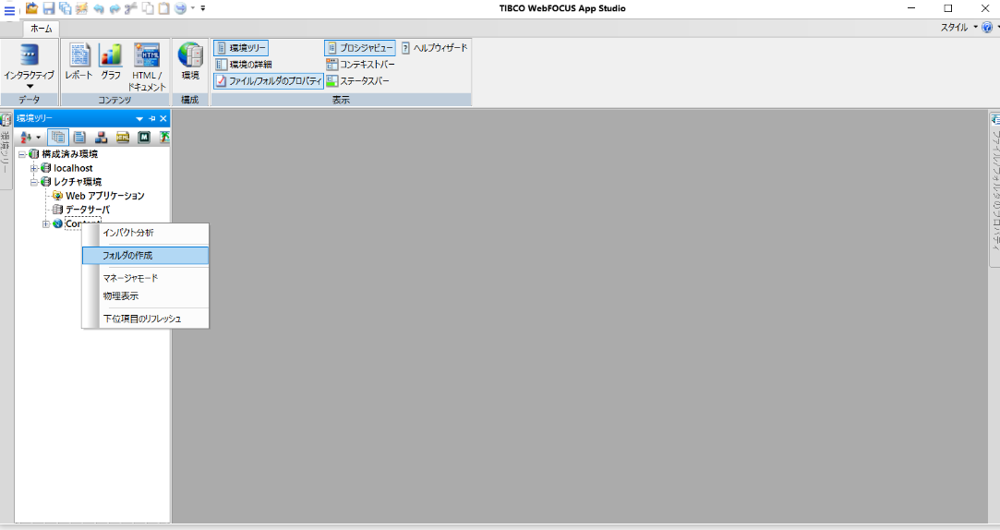 TIBCO WebFOCUS App Studio
ホーム
スタイル
インタラクティブ
データ
レポート
グラフ
HTML /
ドキュメント
コンテンツ
環境
構成
環境ツリー
プロシジャビュー
ヘルプウィザード
環境の詳細
コンテキストバー
ファイル/フォルダのプロパティ
ステータスバー
表示
環境ツリー
環境ツリー
構成済み環境
localhost
レクチャ環境
Web アプリケーション
データサーバ
インパクト分析
フォルダの作成
マネージャモード
物理表示
下位項目のリフレッシュ
ファイル/フォルダのプロパティ